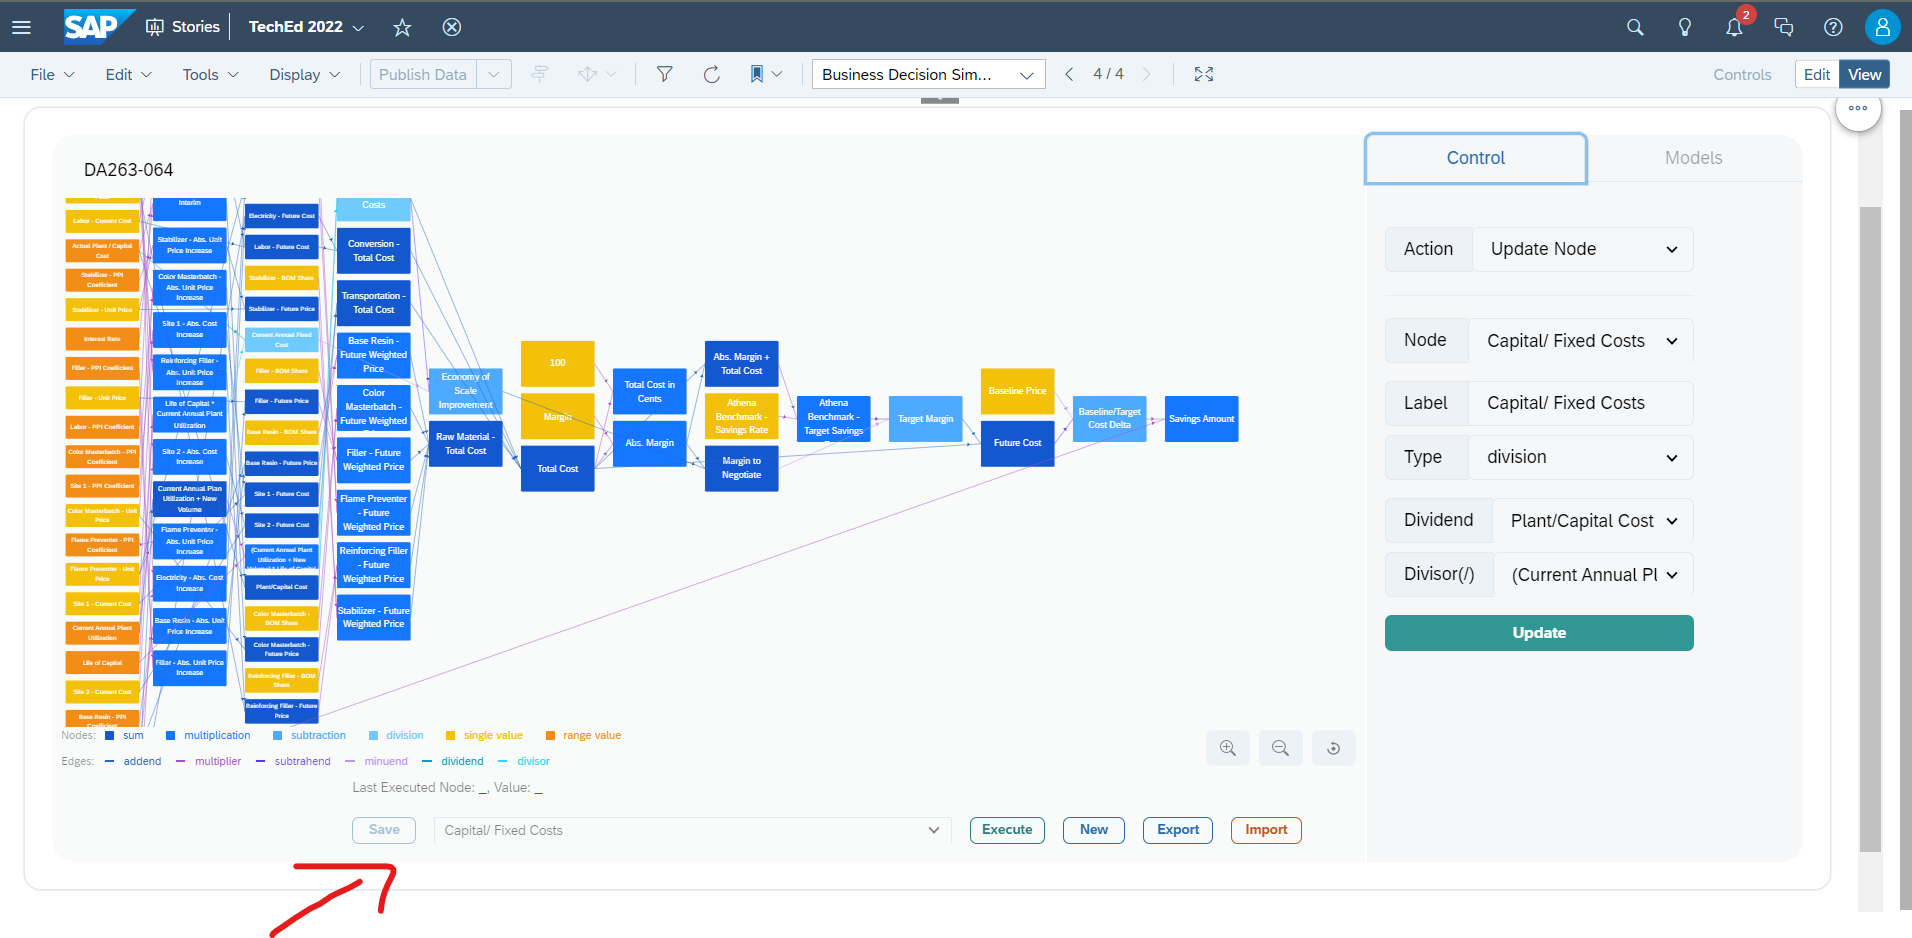 SAP Stories TechEd 2022 2
File Edit Tools Display Publish Data Business Decision Sim... 4 / 4 Controls Edit View
DA263-064
Control Models
Action Update Node
Node Capital/ Fixed Costs
Label Capital/ Fixed Costs
Type division
Dividend Plant/Capital Cost
Divisor(/) (Current Annual Pl
Update
Labor - Current Cost
Actual Plant / Capital
Cost
Stabilizer - PPI
Coefficient
Stabilizer - Unit Price
Interest Rate
Filler - PPI Coefficient
Filler - Unit Price
Labor - PPI Coefficient
Color Masterbatch - PPI
Coefficient
Site 1 - PPI Coefficient
Color Masterbatch - Unit
Price
Flame Preventer - PPI
Coefficient
Flame Preventer - Unit
Price
Site 1 - Current Cost
Current Annual Plant
Utilization
Life of Capital
Site 2 - Current Cost
Base Resin - PPI
Coefficient
Interim
Stabilizer - Abs. Unit
Price Increase
Color Masterbatch -
Abs. Unit Price
Increase
Site 1 - Abs. Cost
Increase
Reinforcing Filler -
Abs. Unit Price
Increase
Life of Capital *
Current Annual Plant
Utilization
Site 2 - Abs. Cost
Increase
Current Annual Plan
Utilization + New
Volume
Flame Preventer -
Abs. Unit Price
Increase
Electricity - Abs. Cost
Increase
Base Resin - Abs. Unit
Price Increase
Filler - Abs. Unit Price
Increase
Electricity - Future Cost
Labor - Future Cost
Stabilizer - BOM Share
Stabilizer - Future Price
Current Annual Fixed
Cost
Filler - BOM Share
Filler - Future Price
Base Resin - BOM Share
Base Resin - Future Price
Site 1 - Future Cost
Site 2 - Future Cost
(Current Annual Plant
Utilization + New
Volume) * Life of Capital
Plant/Capital Cost
Color Masterbatch -
BOM Share
Color Masterbatch -
Future Price
Reinforcing Filler - BOM
Share
Reinforcing Filler - Future
Price
Costs
Conversion -
Total Cost
Transportation -
Total Cost
Base Resin -
Future Weighted
Price
Color
Masterbatch -
Future Weighted
Filler - Future
Weighted Price
Flame Preventer
- Future
Weighted Price
Reinforcing Filler
- Future
Weighted Price
Stabilizer - Future
Weighted Price
Economy of
Scale
Improvement
Raw Material -
Total Cost
100
Margin
Total Cost
Total Cost in
Cents
Abs. Margin
Abs. Margin +
Total Cost
Athena
Benchmark -
Savings Rate
Margin to
Negotiate
Athena
Benchmark -
Target Savings
Target Margin
Baseline Price
Future Cost
Baseline/Target
Cost Delta
Savings Amount
Nodes: sum multiplication subtraction division single value range value
Edges: addend multiplier subtrahend minuend dividend divisor
Last Executed Node: _, Value: _
Save Capital/ Fixed Costs Execute New Export Import